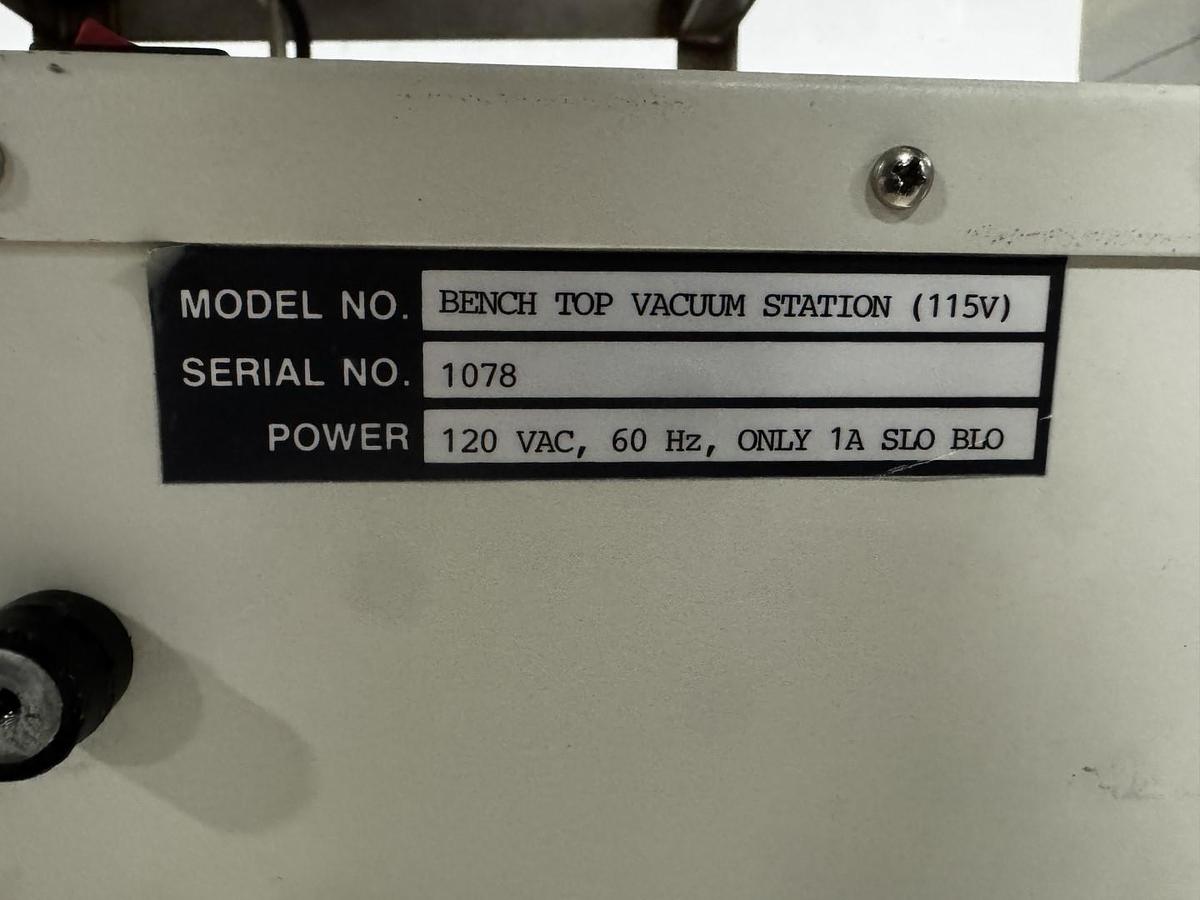 MODEL NO. BENCH TOP VACUUM STATION (115V)
SERIAL NO. 1078
POWER 120 VAC, 60 Hz, ONLY 1A SLO BLO